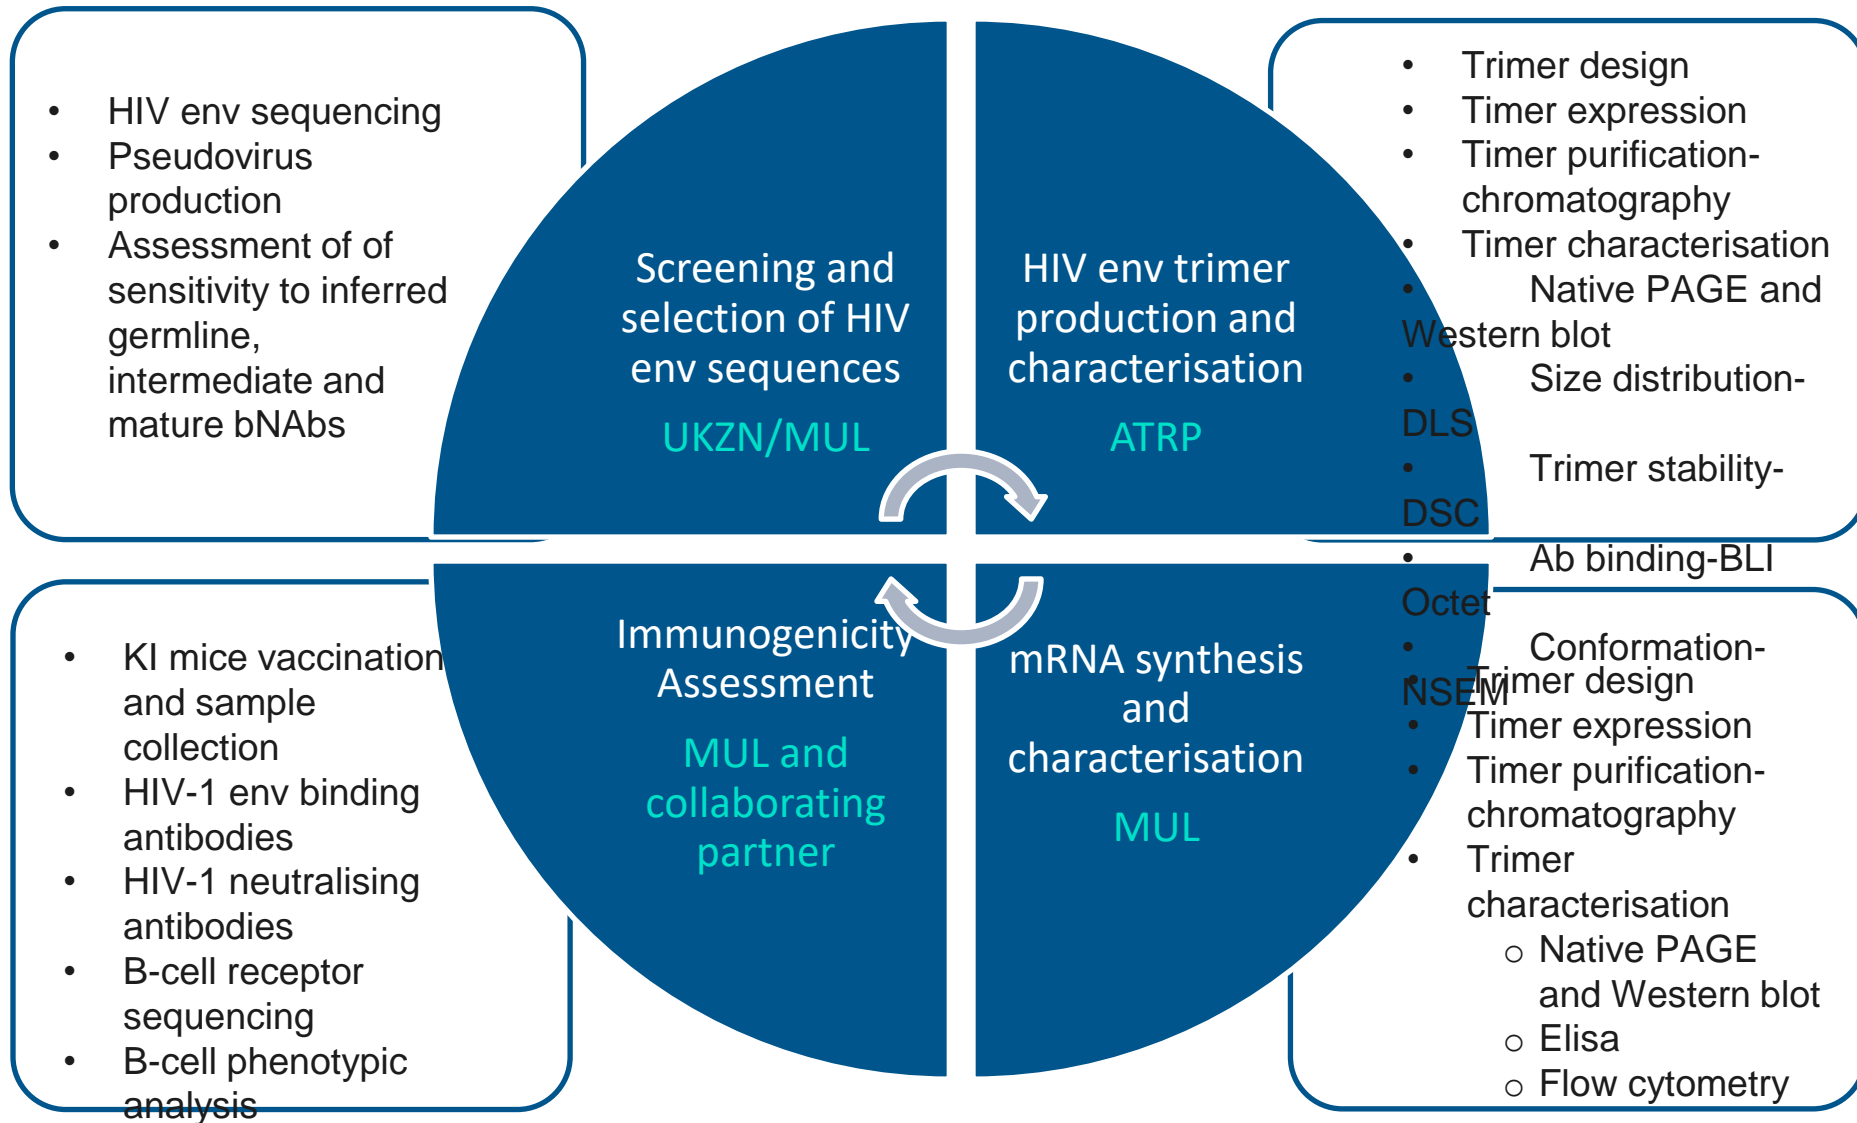 • HIV env sequencing
• Pseudovirus
production
• Assessment of of
sensitivity to inferred
germline,
intermediate and
mature bNAbs
Screening and
selection of HIV
env sequences
UKZN/MUL
HIV env trimer
production and
characterisation
ATRP
• Trimer design
• Timer expression
• Timer purification-
chromatography
• Timer characterisation
• Native PAGE and
Western blot
• Size distribution-
DLS
• Trimer stability-
DSC
• Ab binding-BLI
Octet
• Conformation-
NSEM
• KI mice vaccination
and sample
collection
• HIV-1 env binding
antibodies
• HIV-1 neutralising
antibodies
• B-cell receptor
sequencing
• B-cell phenotypic
analysis
Immunogenicity
Assessment
MUL and
collaborating
partner
mRNA synthesis
and
characterisation
MUL
• Trimer design
• Timer expression
• Timer purification-
chromatography
• Trimer
characterisation
o Native PAGE
and Western blot
o Elisa
o Flow cytometry